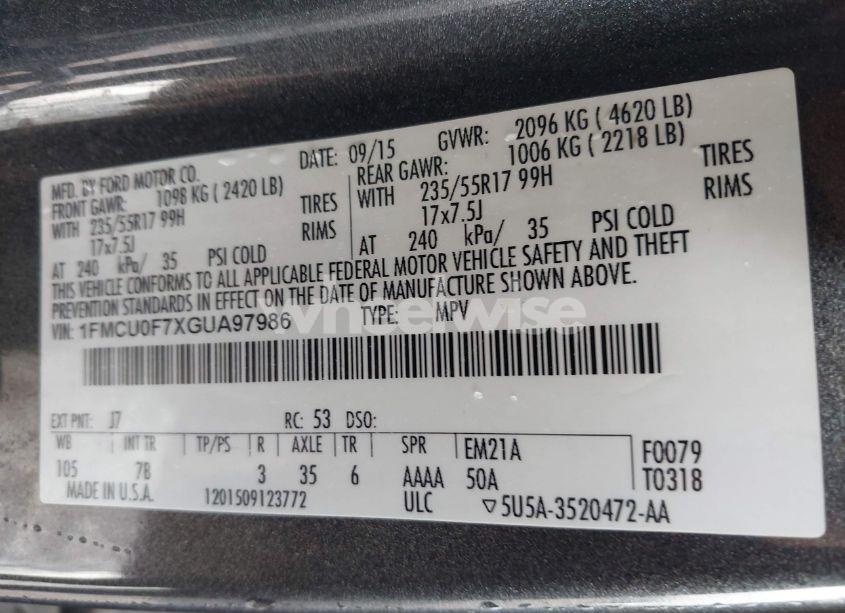 MFD. BY FORD MOTOR CO.
DATE: 09/15 GVWR: 2096 KG ( 4620 LB)
FRONT GAWR: 1098 KG ( 2420 LB)
REAR GAWR: 1006 KG ( 2218 LB)
WITH 235/55R17 99H TIRES
WITH 235/55R17 99H TIRES
17x7.5J RIMS
17x7.5J RIMS
AT 240 kPa/ 35 PSI COLD
AT 240 kPa/ 35 PSI COLD
THIS VEHICLE CONFORMS TO ALL APPLICABLE FEDERAL MOTOR VEHICLE SAFETY AND THEFT
PREVENTION STANDARDS IN EFFECT ON THE DATE OF MANUFACTURE SHOWN ABOVE.
VIN: 1FMCU0F7XGUA97986 TYPE: MPV
wheelwise
EXT PNT: J7 RC: 53 DSO:
WB INT TR TP/PS R AXLE TR SPR EM21A F0079
105 7B 3 35 6 AAAA 50A T0318
MADE IN U.S.A. 1201509123772 ULC ▽5U5A-3520472-AA